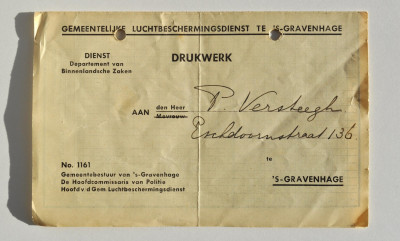 GEMEENTELIJKE LUCHTBESCHERMINGSDIENST TE 'S-GRAVENHAGE
DIENST
Departement van
Binnenlandsche Zaken
DRUKWERK
AAN
den Heer
Mevrouw
P. Versteegh
Eschdoornstraat 136
te
'S-GRAVENHAGE
No. 1161
Gemeentebestuur van 's-Gravenhage
De Hoofdcommissaris van Politie
Hoofd v/d Gem. Luchtbeschermingsdienst